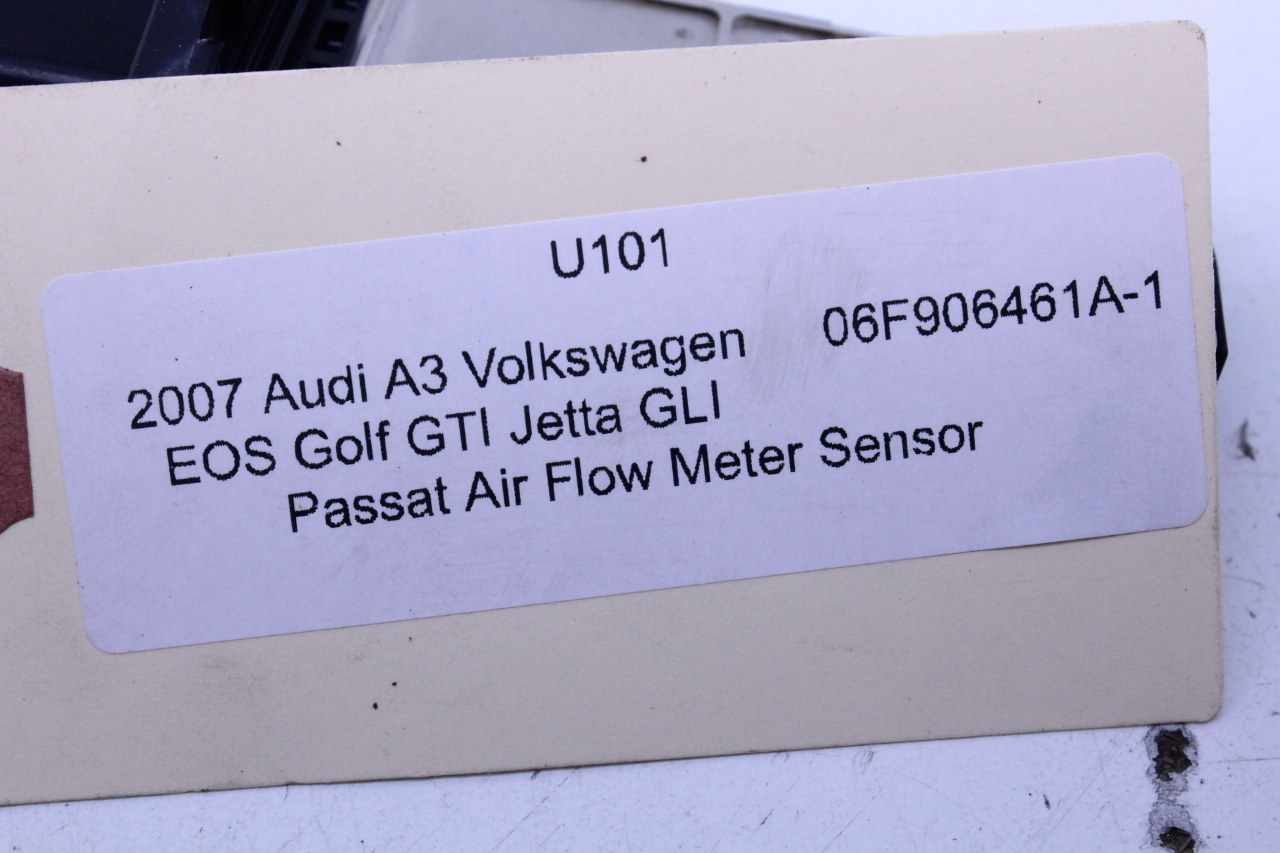 U101
2007 Audi A3 Volkswagen 06F906461A-1
EOS Golf GTI Jetta GLI
Passat Air Flow Meter Sensor